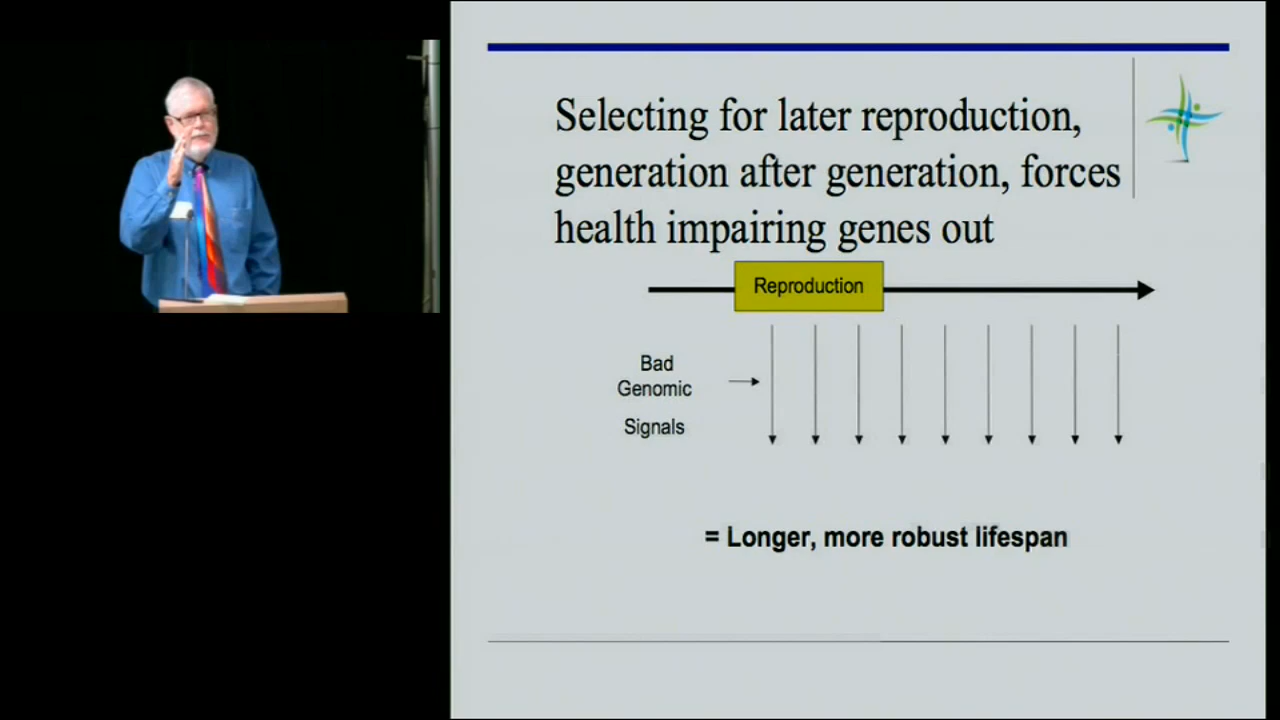 Selecting for later reproduction,
generation after generation, forces
health impairing genes out
Reproduction
Bad
Genomic
Signals
= Longer, more robust lifespan